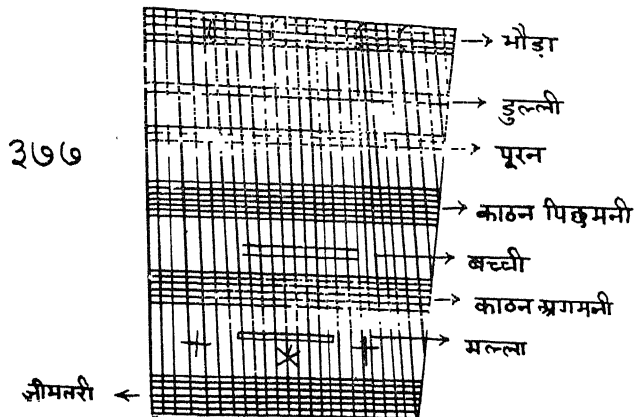 मौड़ा
डुल्ली
३७७
पूरन
काठन पिछमनी
बच्ची
काठन अगमनी
मल्ला
जीमतरी